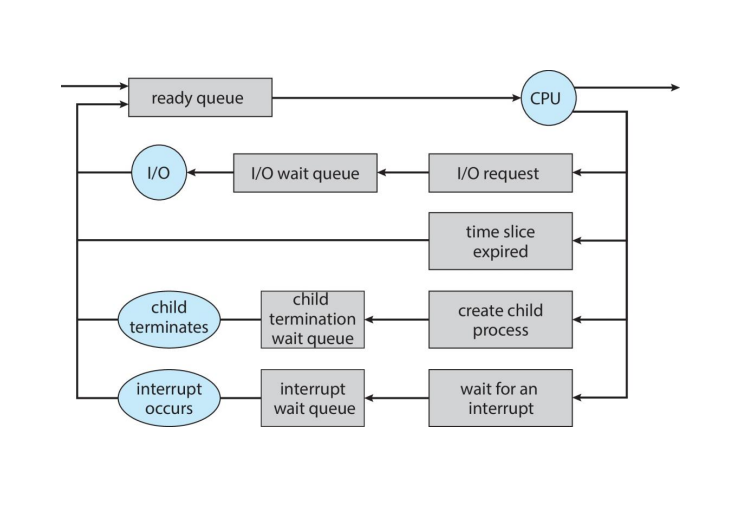 ready queue
CPU
I/O
I/O wait queue
I/O request
time slice
expired
child
terminates
child
termination
wait queue
create child
process
interrupt
occurs
interrupt
wait queue
wait for an
interrupt